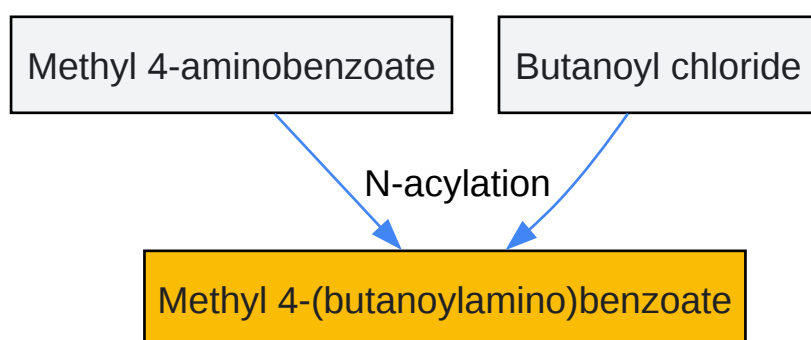 Methyl 4-aminobenzoate
Butanoyl chloride
N-acylation
Methyl 4-(butanoylamino)benzoate